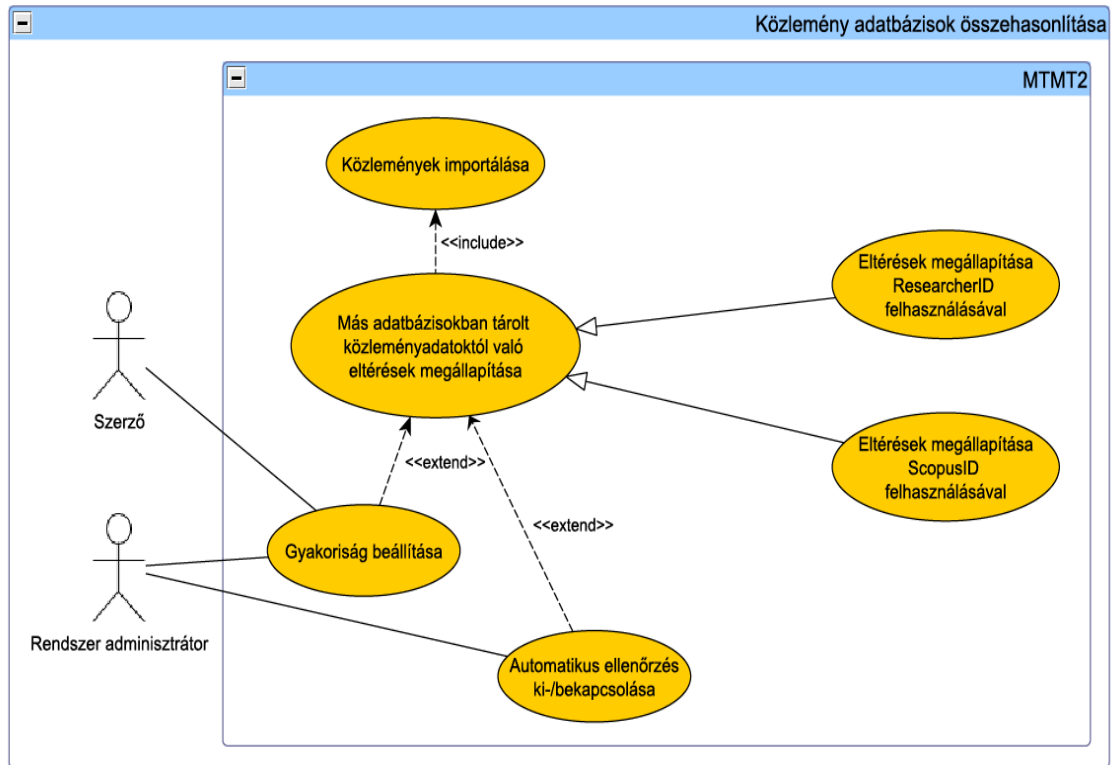 Közlemény adatbázisok összehasonlítása
MTMT2
Közlemények importálása
<<include>>
Más adatbázisokban tárolt
közleményadatoktól való
eltérések megállapítása
Eltérések megállapítása
ResearcherID
felhasználásával
Eltérések megállapítása
ScopusID
felhasználásával
Szerző
<<extend>>
<<extend>>
Gyakoriság beállítása
Rendszer adminisztrátor
Automatikus ellenőrzés
ki-/bekapcsolása